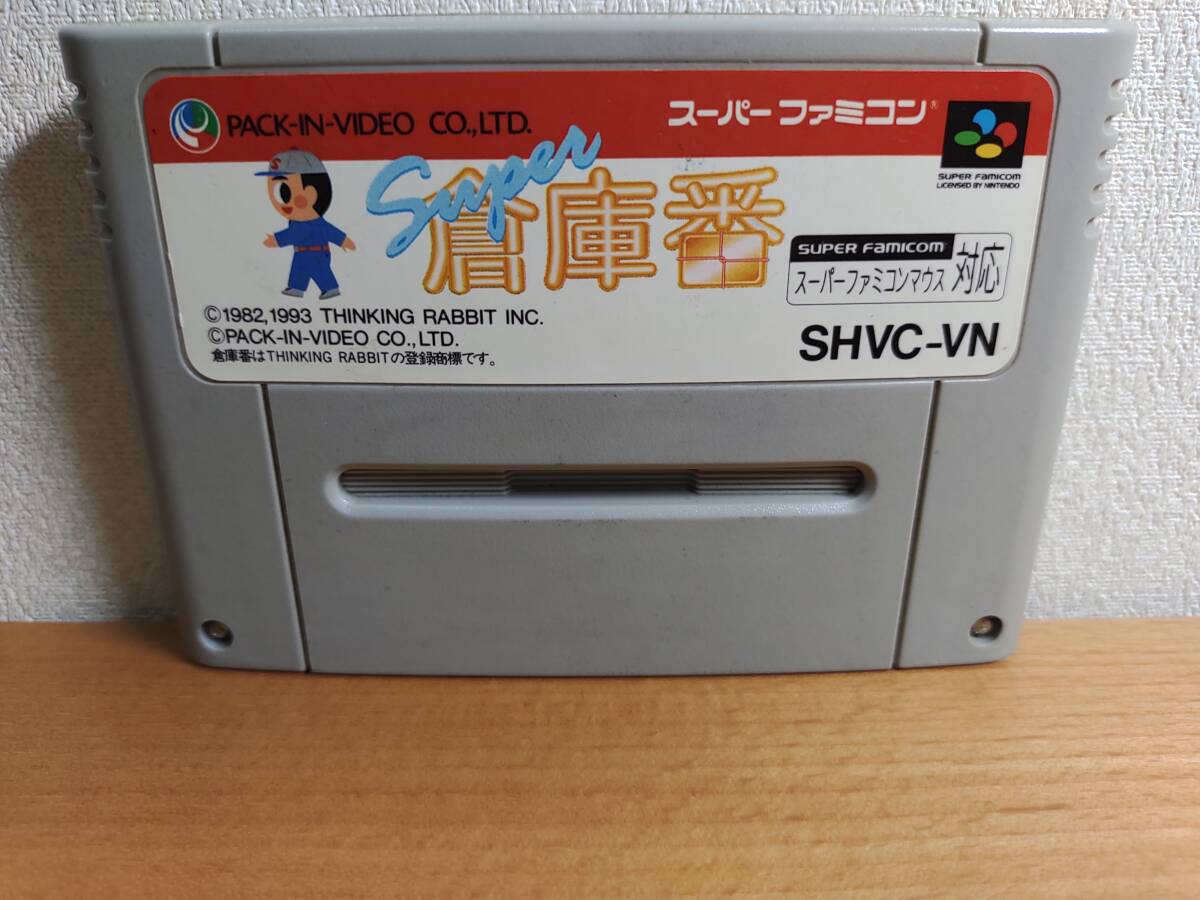 PACK-IN-VIDEO CO.,LTD.
スーパーファミコン®
SUPER FAMICOM
LICENSED BY NINTENDO
S
Super
倉庫番
SUPER FAMICOM
スーパーファミコンマウス 対応
©1982,1993 THINKING RABBIT INC.
©PACK-IN-VIDEO CO.,LTD.
倉庫番はTHINKING RABBITの登録商標です。
SHVC-VN